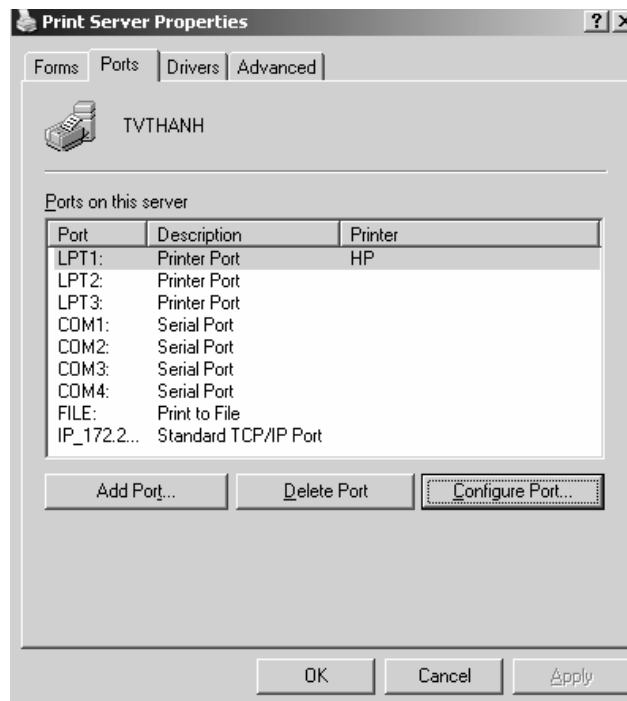 Print Server Properties
Forms Ports Drivers Advanced
TVTHANH
Ports on this server
Port Description Printer
LPT1: Printer Port HP
LPT2: Printer Port
LPT3: Printer Port
COM1: Serial Port
COM2: Serial Port
COM3: Serial Port
COM4: Serial Port
FILE: Print to File
IP_172.2... Standard TCP/IP Port
Add Port... Delete Port Configure Port...
OK Cancel Apply